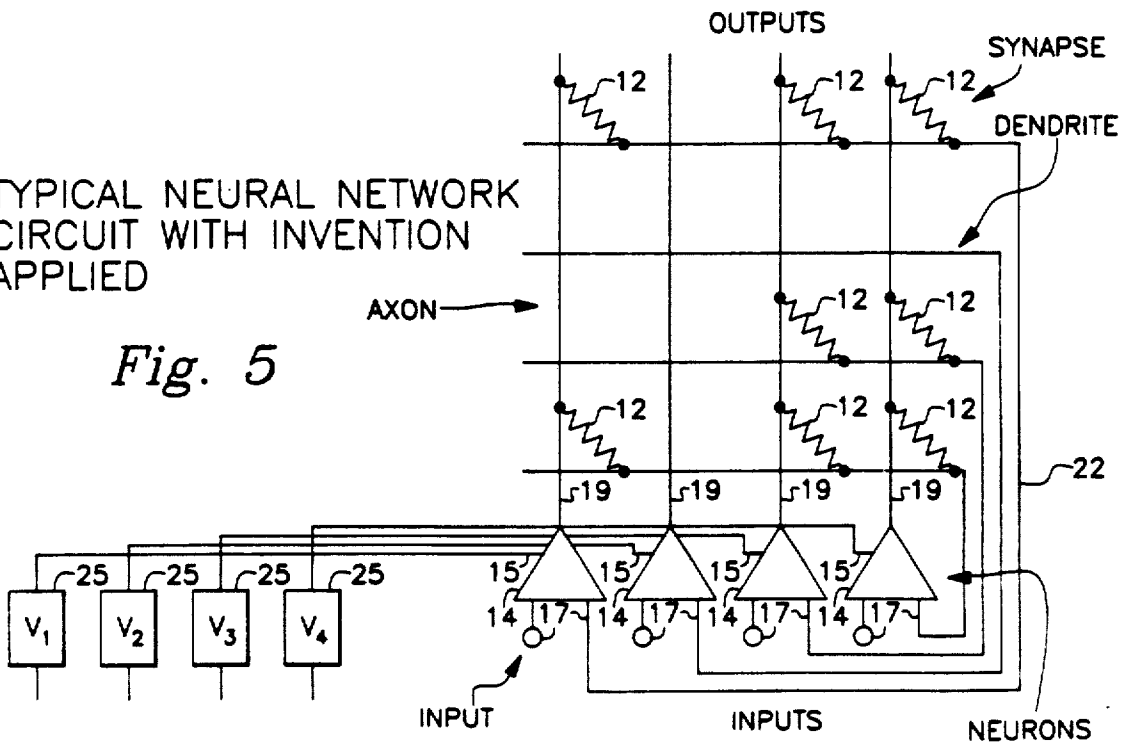 OUTPUTS
SYNAPSE
12 12 12
DENDRITE
TYPICAL NEURAL NETWORK
CIRCUIT WITH INVENTION
APPLIED
12 12
AXON
Fig. 5
12 12 12
22
19 19 19 19
15 15 15 15
25 25 25 25
14 17 14 17 14 17 14 17
V1 V2 V3 V4
INPUT
INPUTS
NEURONS